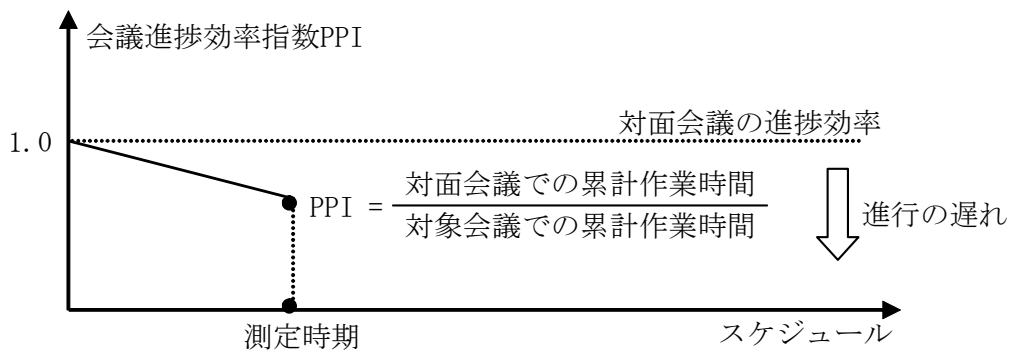 会議進捗効率指数PPI
対面会議の進捗効率
1.0
対面会議での累計作業時間
PPI =
対象会議での累計作業時間
進行の遅れ
測定時期
スケジュール